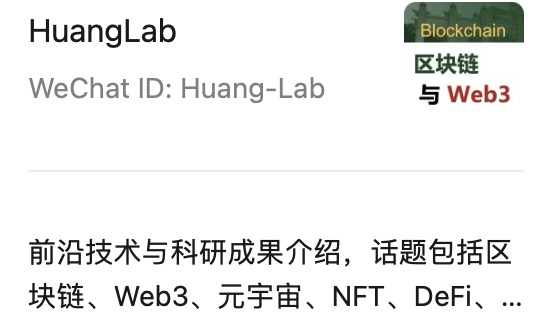 HuangLab
WeChat ID: Huang-Lab
Blockchain
区块链
与 Web3
前沿技术与科研成果介绍，话题包括区
块链、Web3、元宇宙、NFT、DeFi、...